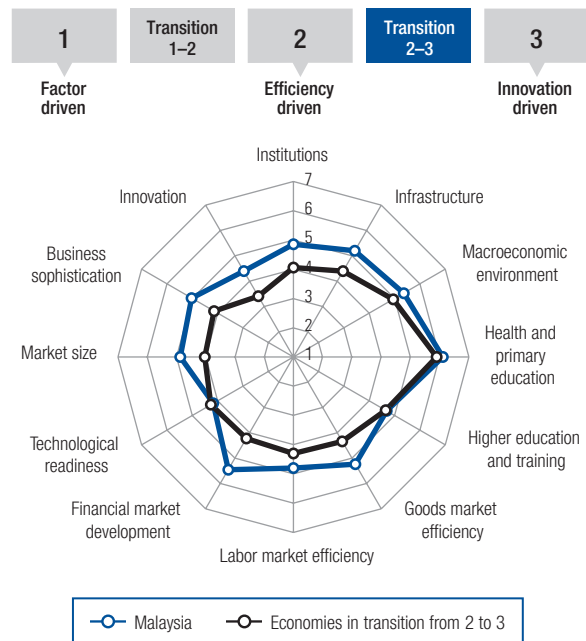 1
Transition
1–2
2
Transition
2–3
3
Factor
driven
Efficiency
driven
Innovation
driven
Institutions
7
6
5
4
3
2
1
Infrastructure
Macroeconomic
environment
Health and
primary
education
Higher education
and training
Goods market
efficiency
Labor market efficiency
Financial market
development
Technological
readiness
Market size
Business
sophistication
Innovation
Malaysia
Economies in transition from 2 to 3